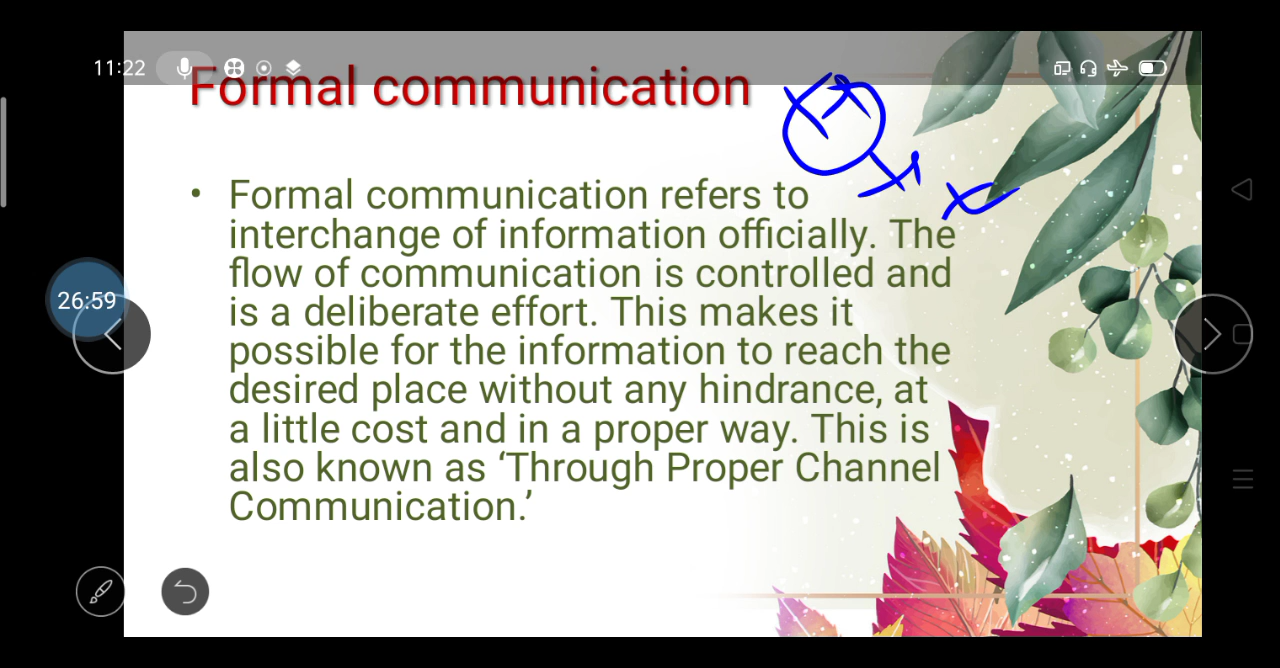 11:22
Formal communication
• Formal communication refers to
interchange of information officially. The
flow of communication is controlled and
is a deliberate effort. This makes it
possible for the information to reach the
desired place without any hindrance, at
a little cost and in a proper way. This is
also known as ‘Through Proper Channel
Communication.’
26:59